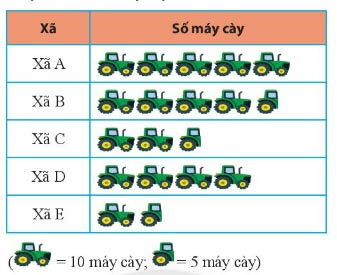 Xã Số máy cày
Xã A
Xã B
Xã C
Xã D
Xã E
( = 10 máy cày; = 5 máy cày)